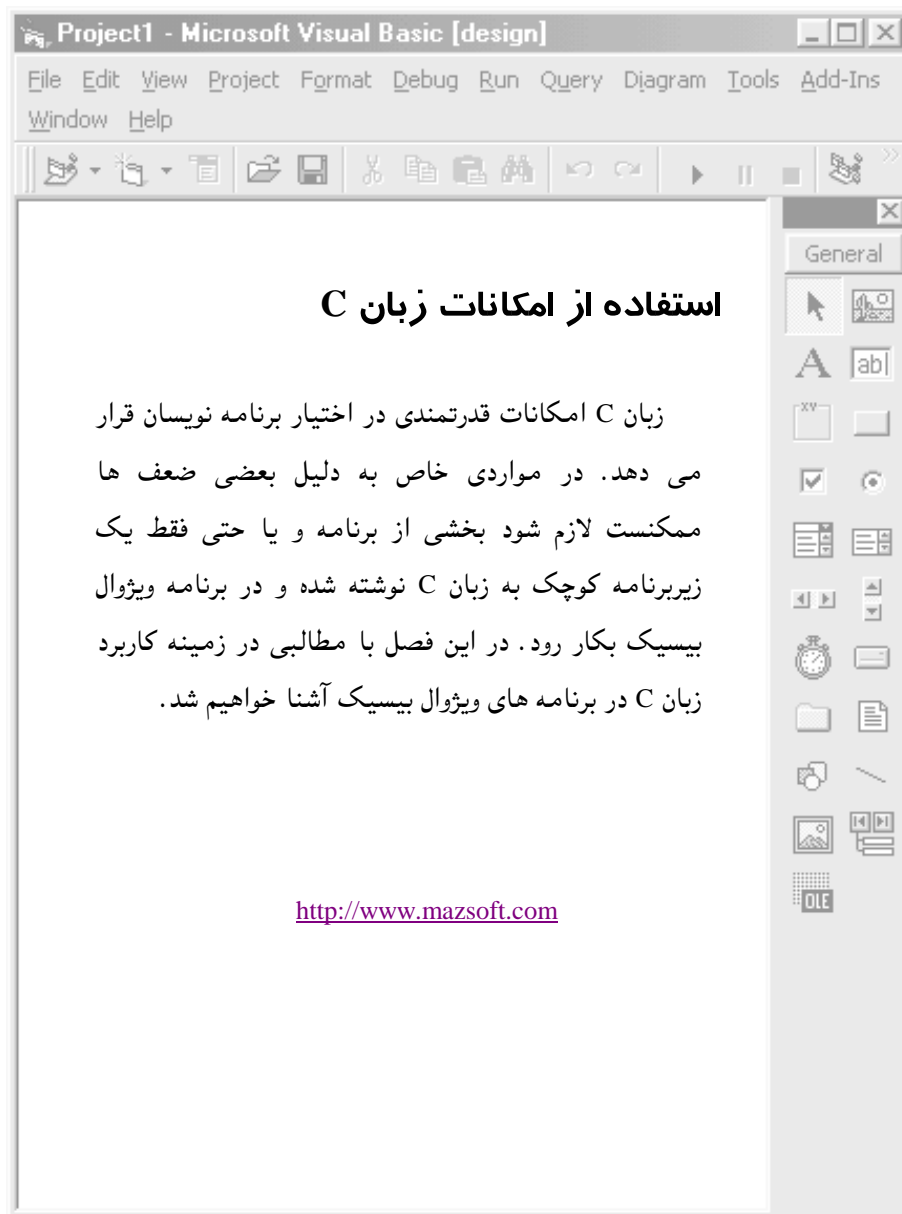 Project1 - Microsoft Visual Basic [design]
File Edit View Project Format Debug Run Query Diagram Tools Add-Ins
Window Help
General
استفاده از امکانات زبان C
زبان C امکانات قدرتمندی در اختیار برنامه نویسان قرار
می دهد. در مواردی خاص به دلیل بعضی ضعف ها
ممکنست لازم شود بخشی از برنامه و یا حتی فقط یک
زیربرنامه کوچک به زبان C نوشته شده و در برنامه ویژوال
بیسیک بکار رود. در این فصل با مطالبی در زمینه کاربرد
زبان C در برنامه های ویژوال بیسیک آشنا خواهیم شد.
http://www.mazsoft.com
A
ab
XY
OLE